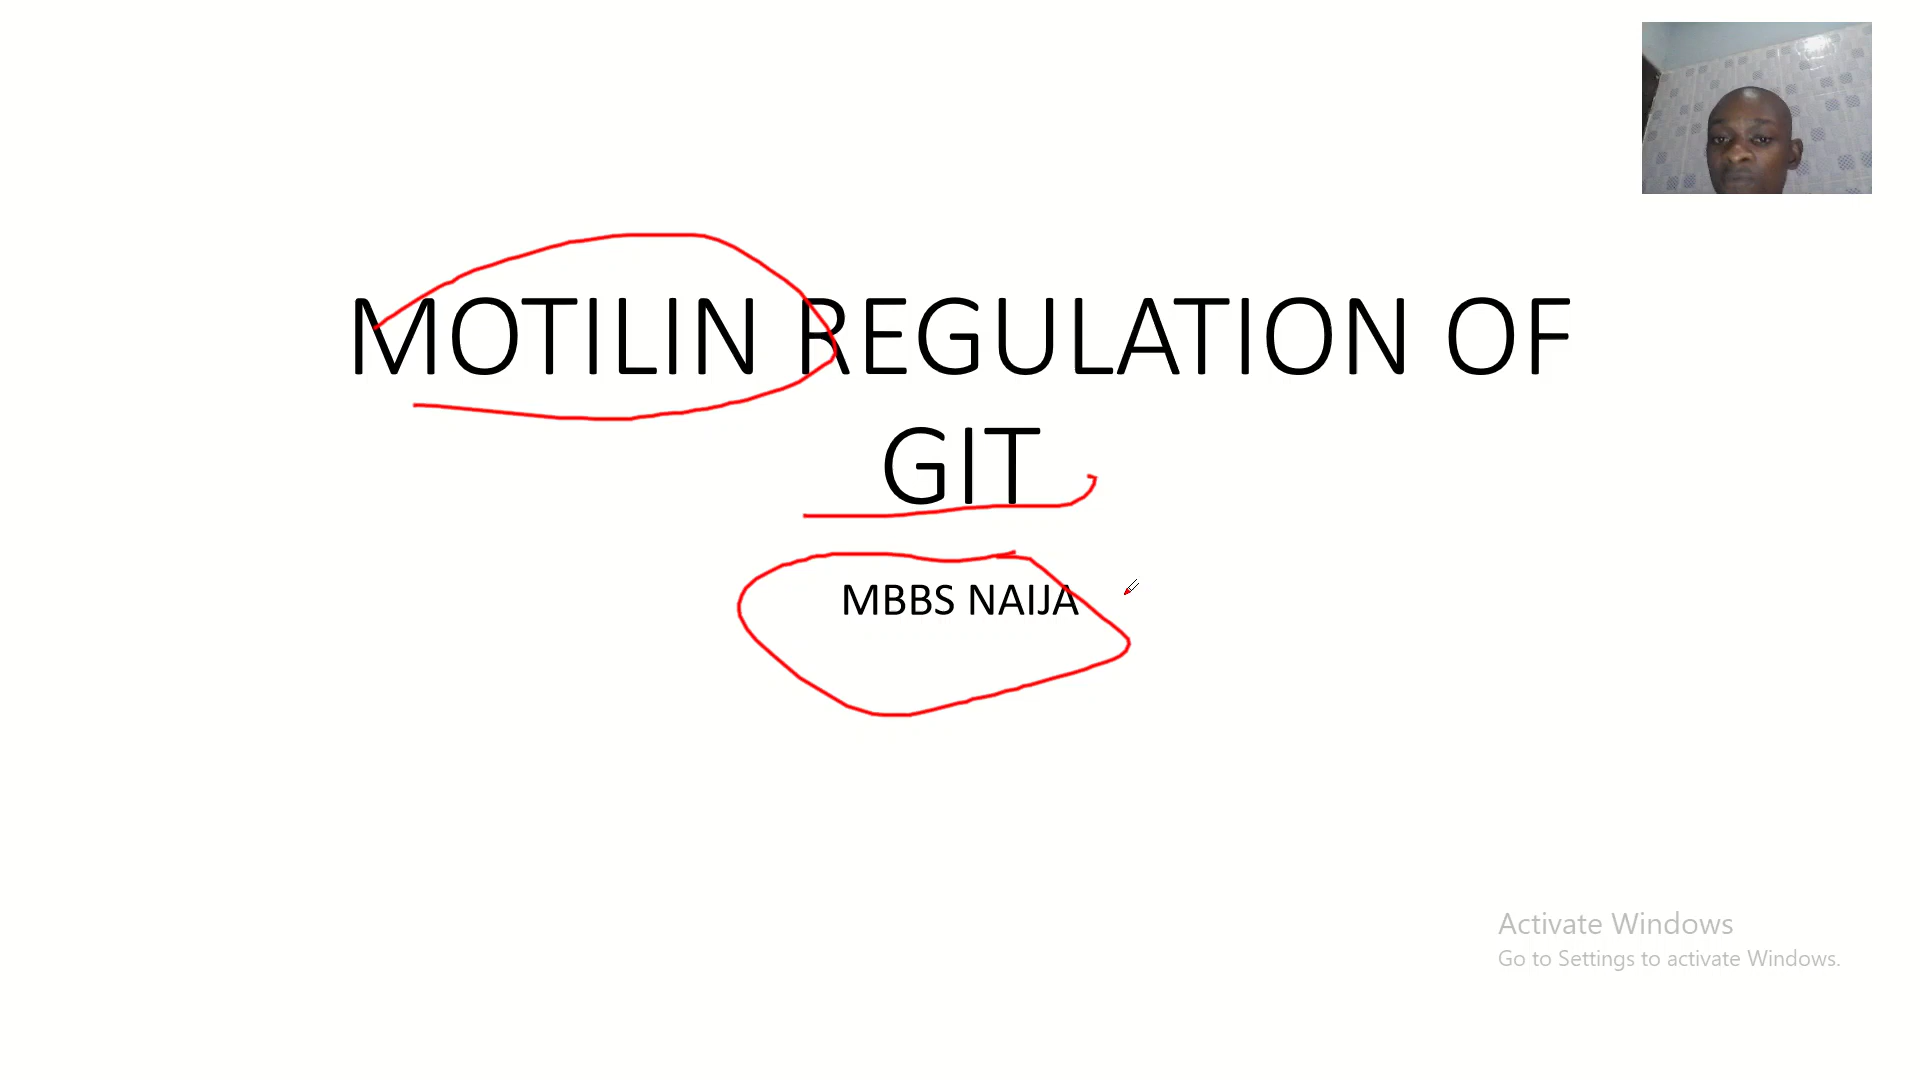 MOTILIN REGULATION OF
GIT
MBBS NAIJA
Activate Windows
Go to Settings to activate Windows.